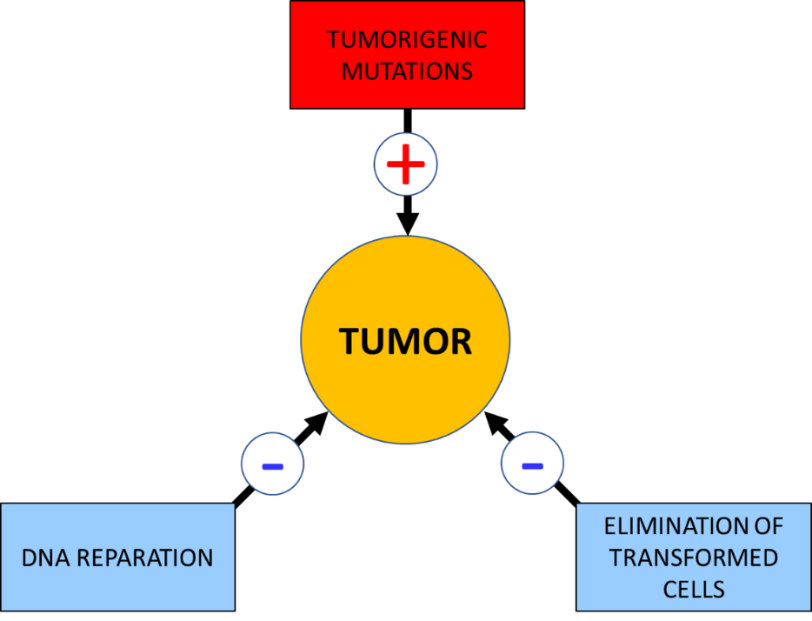 TUMORIGENIC
MUTATIONS
+
TUMOR
-
-
DNA REPARATION
ELIMINATION OF
TRANSFORMED
CELLS